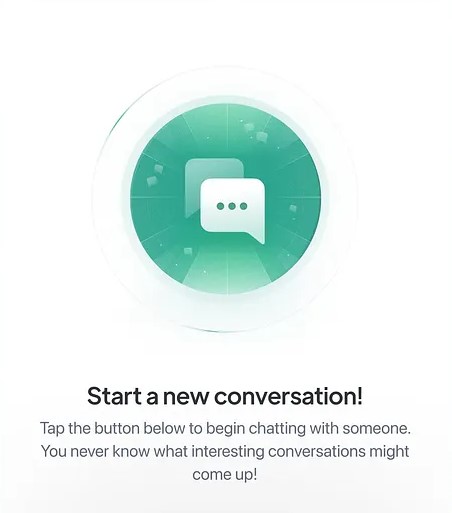 Start a new conversation!
Tap the button below to begin chatting with someone.
You never know what interesting conversations might
come up!